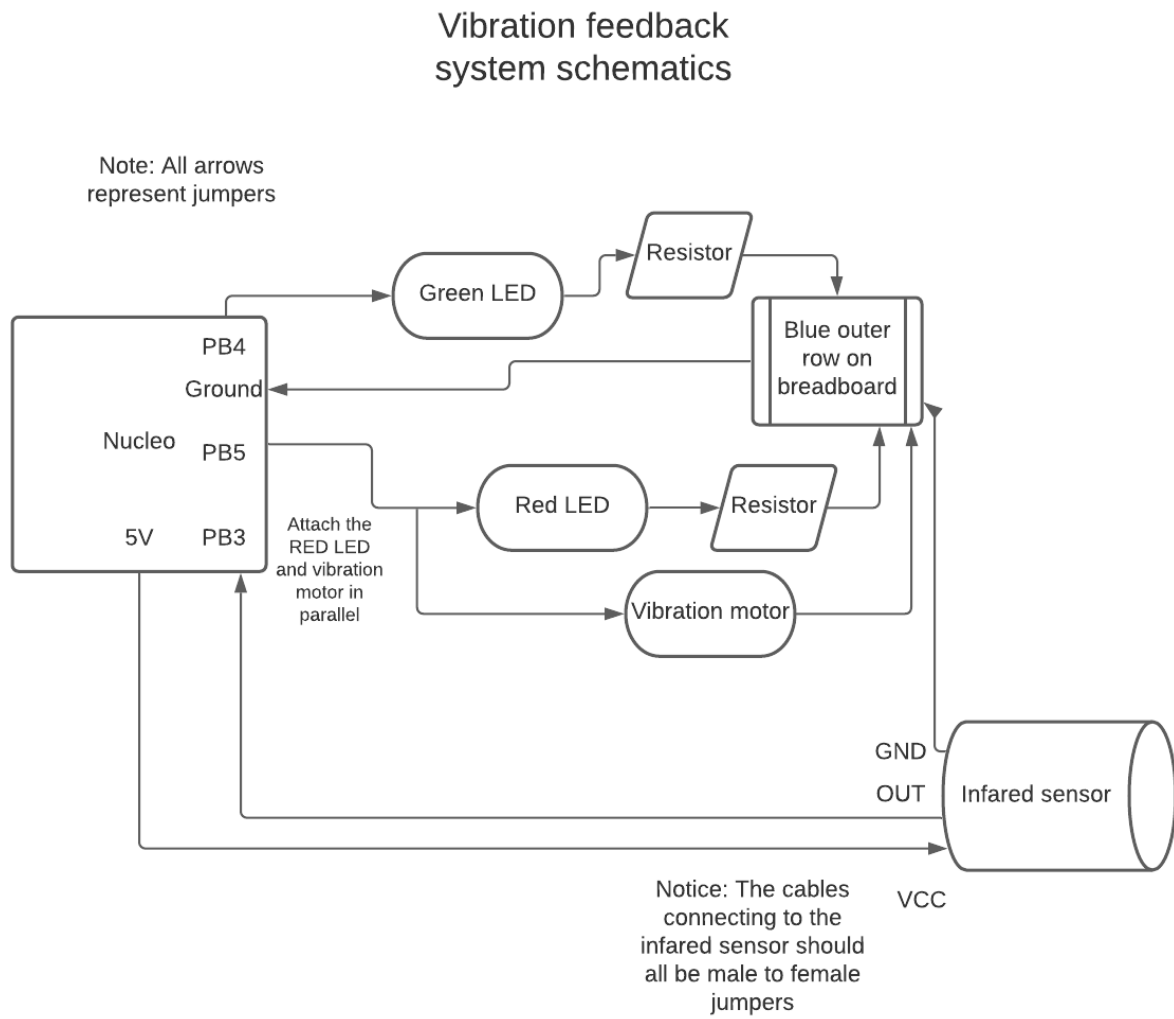 Vibration feedback
system schematics
Note: All arrows
represent jumpers
Resistor
Green LED
Blue outer
row on
breadboard
PB4
Ground
Nucleo
PB5
5V
PB3
Attach the
RED LED
and vibration
motor in
parallel
Red LED
Resistor
Vibration motor
GND
OUT
Infared sensor
VCC
Notice: The cables
connecting to the
infared sensor should
all be male to female
jumpers